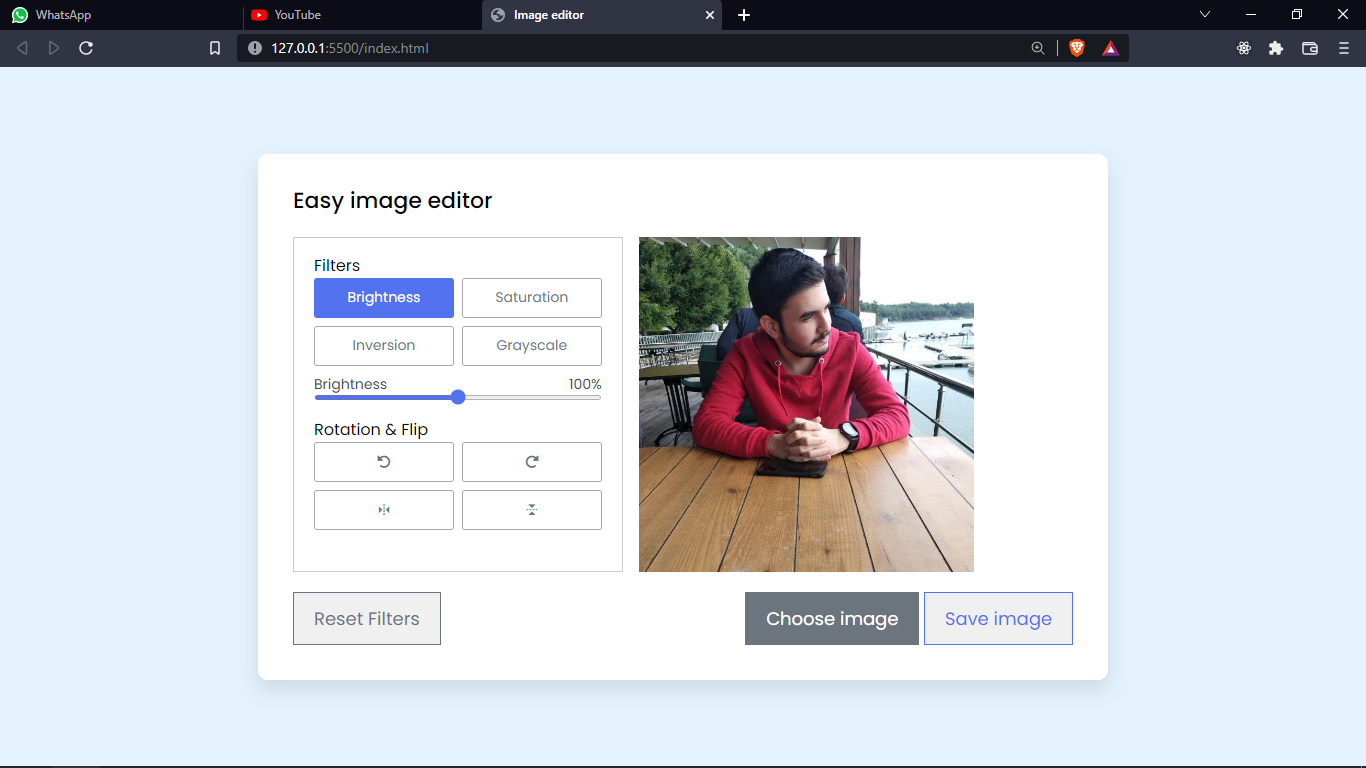 WhatsApp
YouTube
Image editor
127.0.0.1:5500/index.html
Easy image editor
Filters
Brightness
Saturation
Inversion
Grayscale
Brightness 100%
Rotation & Flip
Reset Filters
Choose image
Save image